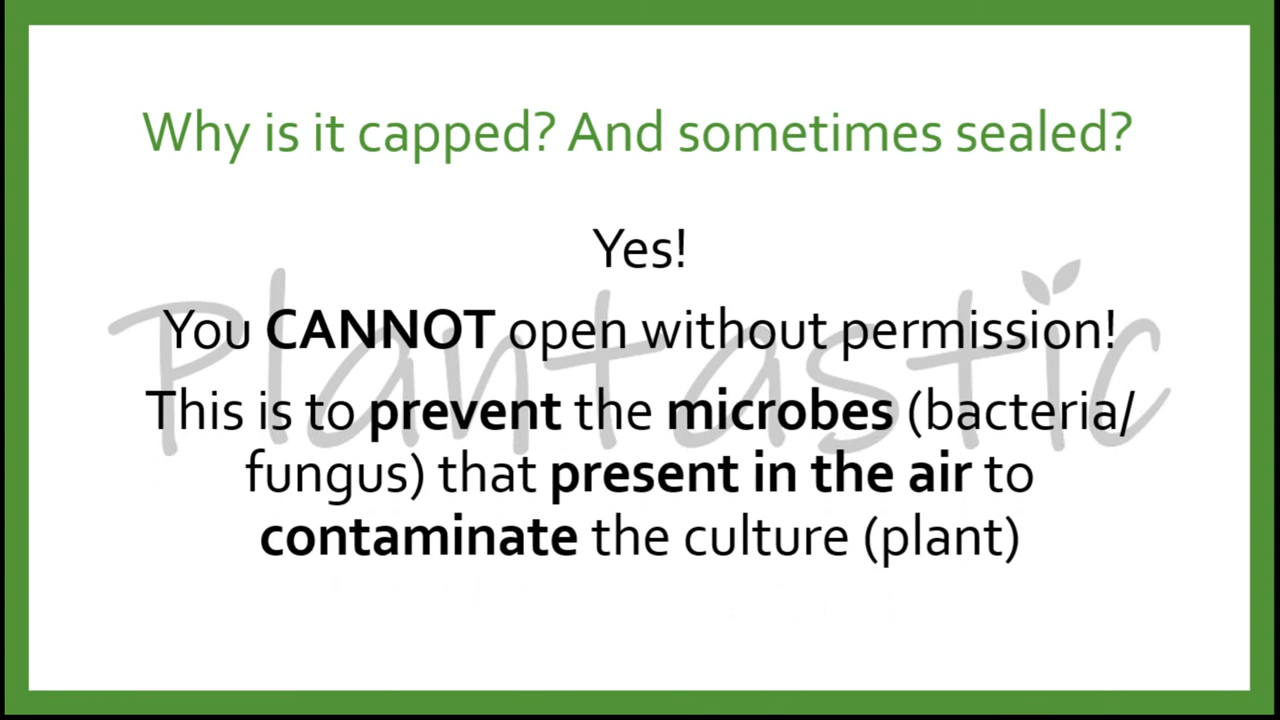 Why is it capped? And sometimes sealed?
Yes!
Plantastic
You CANNOT open without permission!
This is to prevent the microbes (bacteria/
fungus) that present in the air to
contaminate the culture (plant)